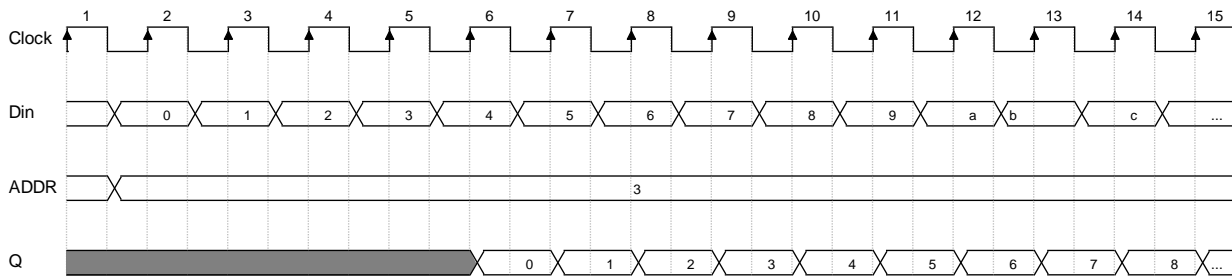 1 2 3 4 5 6 7 8 9 10 11 12 13 14 15
Clock
Din 0 1 2 3 4 5 6 7 8 9 a b c ...
ADDR 3
Q 0 1 2 3 4 5 6 7 8 ...